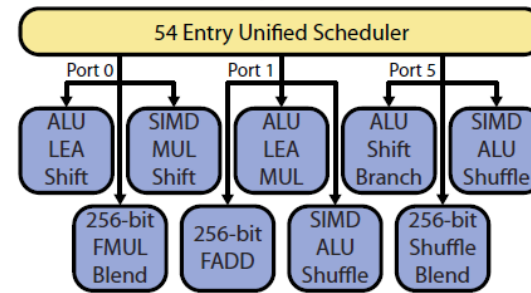 54 Entry Unified Scheduler
Port 0
Port 1
Port 5
ALU
LEA
Shift
SIMD
MUL
Shift
ALU
LEA
MUL
ALU
Shift
Branch
SIMD
ALU
Shuffle
256-bit
FMUL
Blend
256-bit
FADD
SIMD
ALU
Shuffle
256-bit
Shuffle
Blend